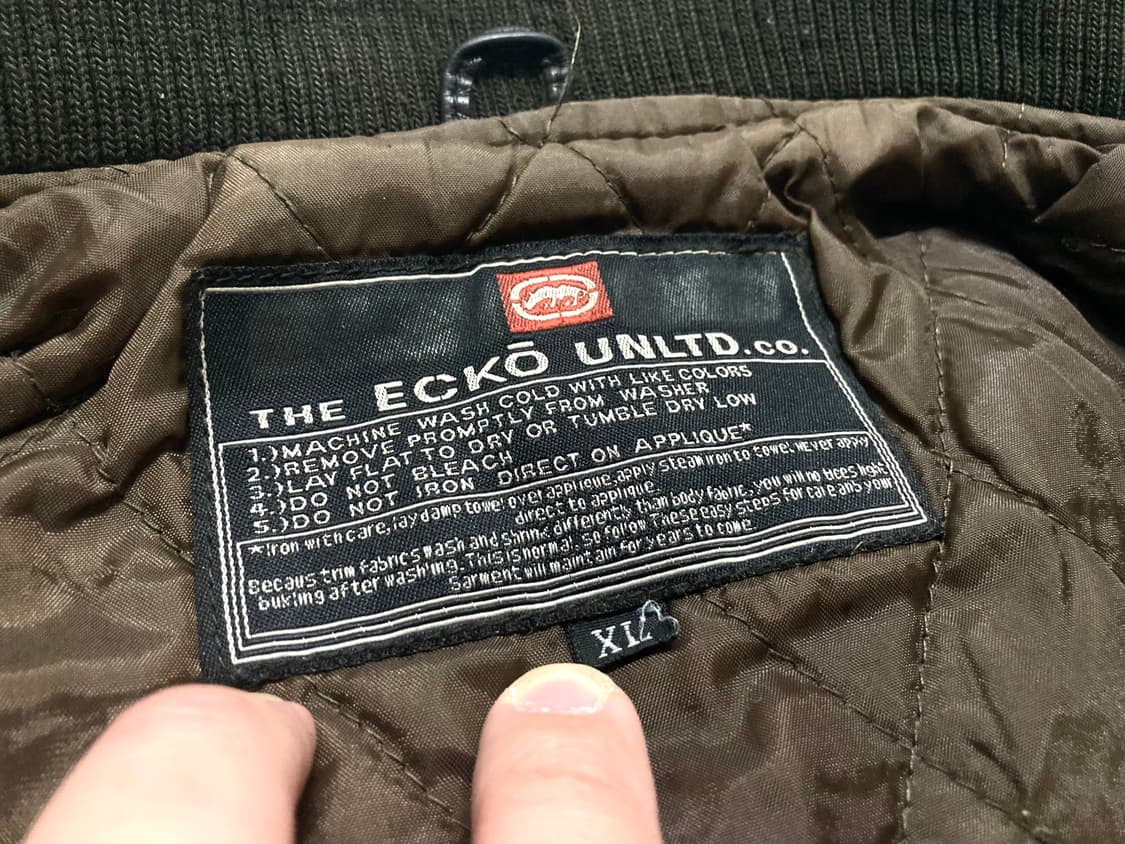 THE ECKŌ UNLTD.CO.
1.)MACHINE WASH COLD WITH LIKE COLORS
2.)REMOVE PROMPTLY FROM WASHER
3.)LAY FLAT TO DRY OR TUMBLE DRY LOW
4.)DO NOT BLEACH
5.)DO NOT IRON DIRECT ON APPLIQUE*
*Iron with care,lay damp towel over applique,apply steam iron to towel.Never apply
direct to applique.
Becaus trim fabrics wash and shrink differently than body fabric, you will no tices light
bukling after washing.This is normal. So follow These easy steps for care and your
Sarment will maintain for years to come.
XL